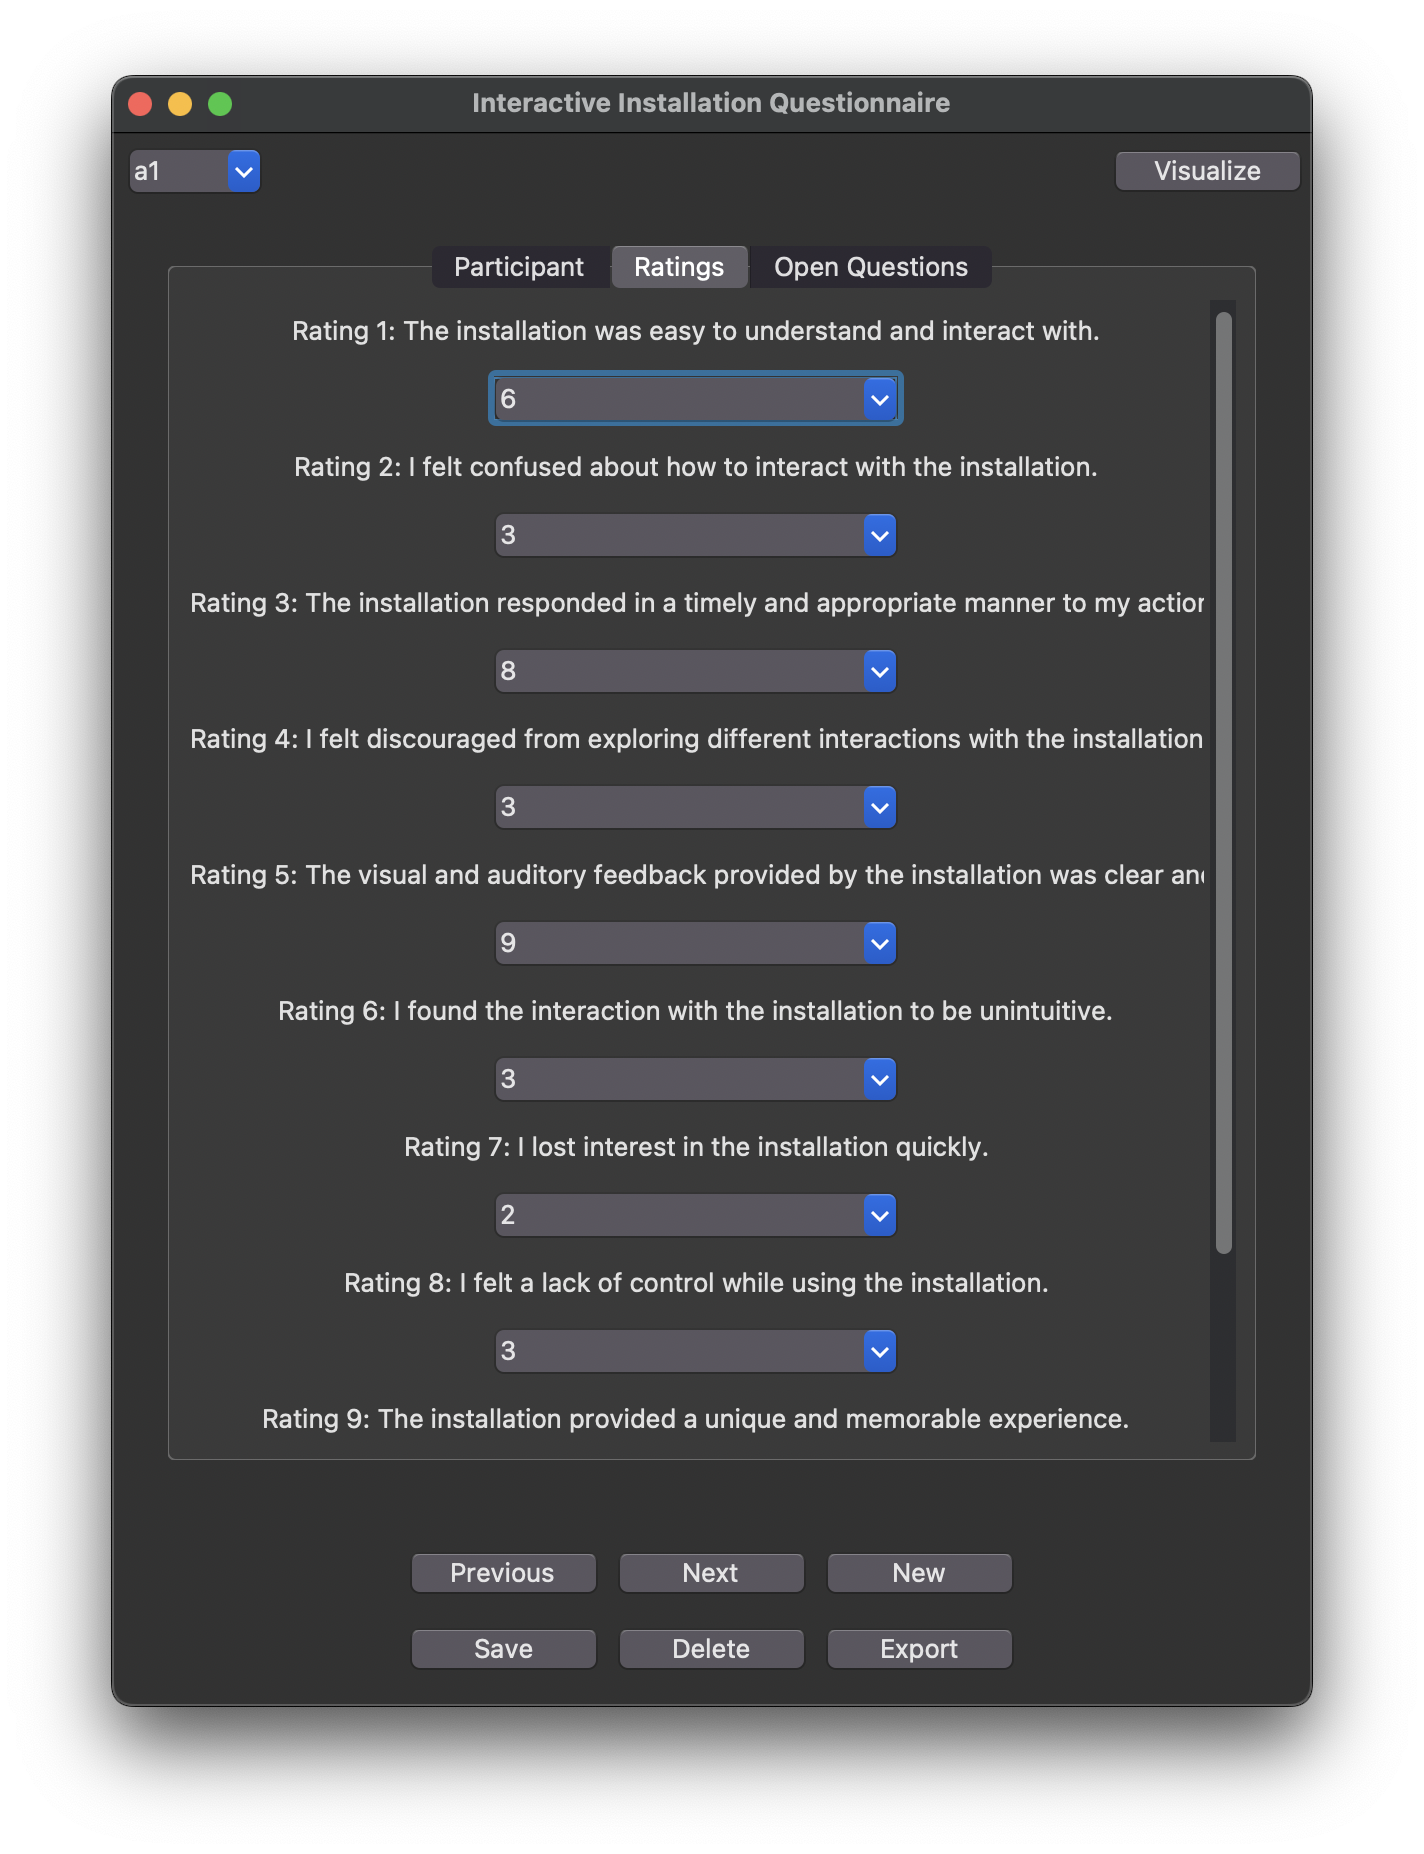 Interactive Installation Questionnaire
a1
Visualize
Participant Ratings Open Questions
Rating 1: The installation was easy to understand and interact with.
6
Rating 2: I felt confused about how to interact with the installation.
3
Rating 3: The installation responded in a timely and appropriate manner to my action
8
Rating 4: I felt discouraged from exploring different interactions with the installation
3
Rating 5: The visual and auditory feedback provided by the installation was clear and
9
Rating 6: I found the interaction with the installation to be unintuitive.
3
Rating 7: I lost interest in the installation quickly.
2
Rating 8: I felt a lack of control while using the installation.
3
Rating 9: The installation provided a unique and memorable experience.
Previous Next New
Save Delete Export